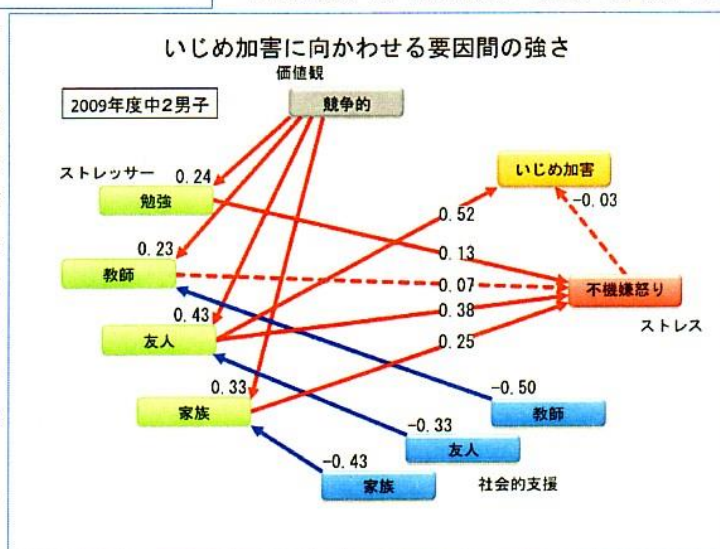 いじめ加害に向かわせる要因間の強さ
価値観
2009年度中2男子
競争的
ストレッサー
0.24
勉強
いじめ加害
-0.03
0.52
0.23
教師
0.13
0.07
不機嫌怒り
ストレス
0.43
友人
0.38
0.25
0.33
家族
-0.50
教師
-0.33
友人
-0.43
家族
社会的支援